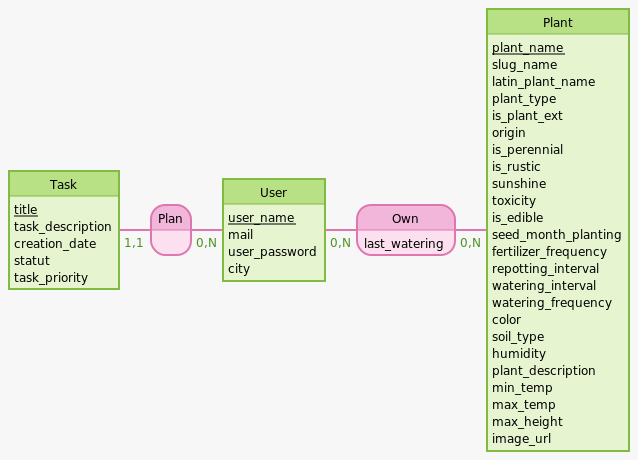 Task
title
task_description
creation_date
statut
task_priority
1,1
Plan
0,N
User
user_name
mail
user_password
city
0,N
Own
last_watering
0,N
Plant
plant_name
slug_name
latin_plant_name
plant_type
is_plant_ext
origin
is_perennial
is_rustic
sunshine
toxicity
is_edible
seed_month_planting
fertilizer_frequency
repotting_interval
watering_interval
watering_frequency
color
soil_type
humidity
plant_description
min_temp
max_temp
max_height
image_url